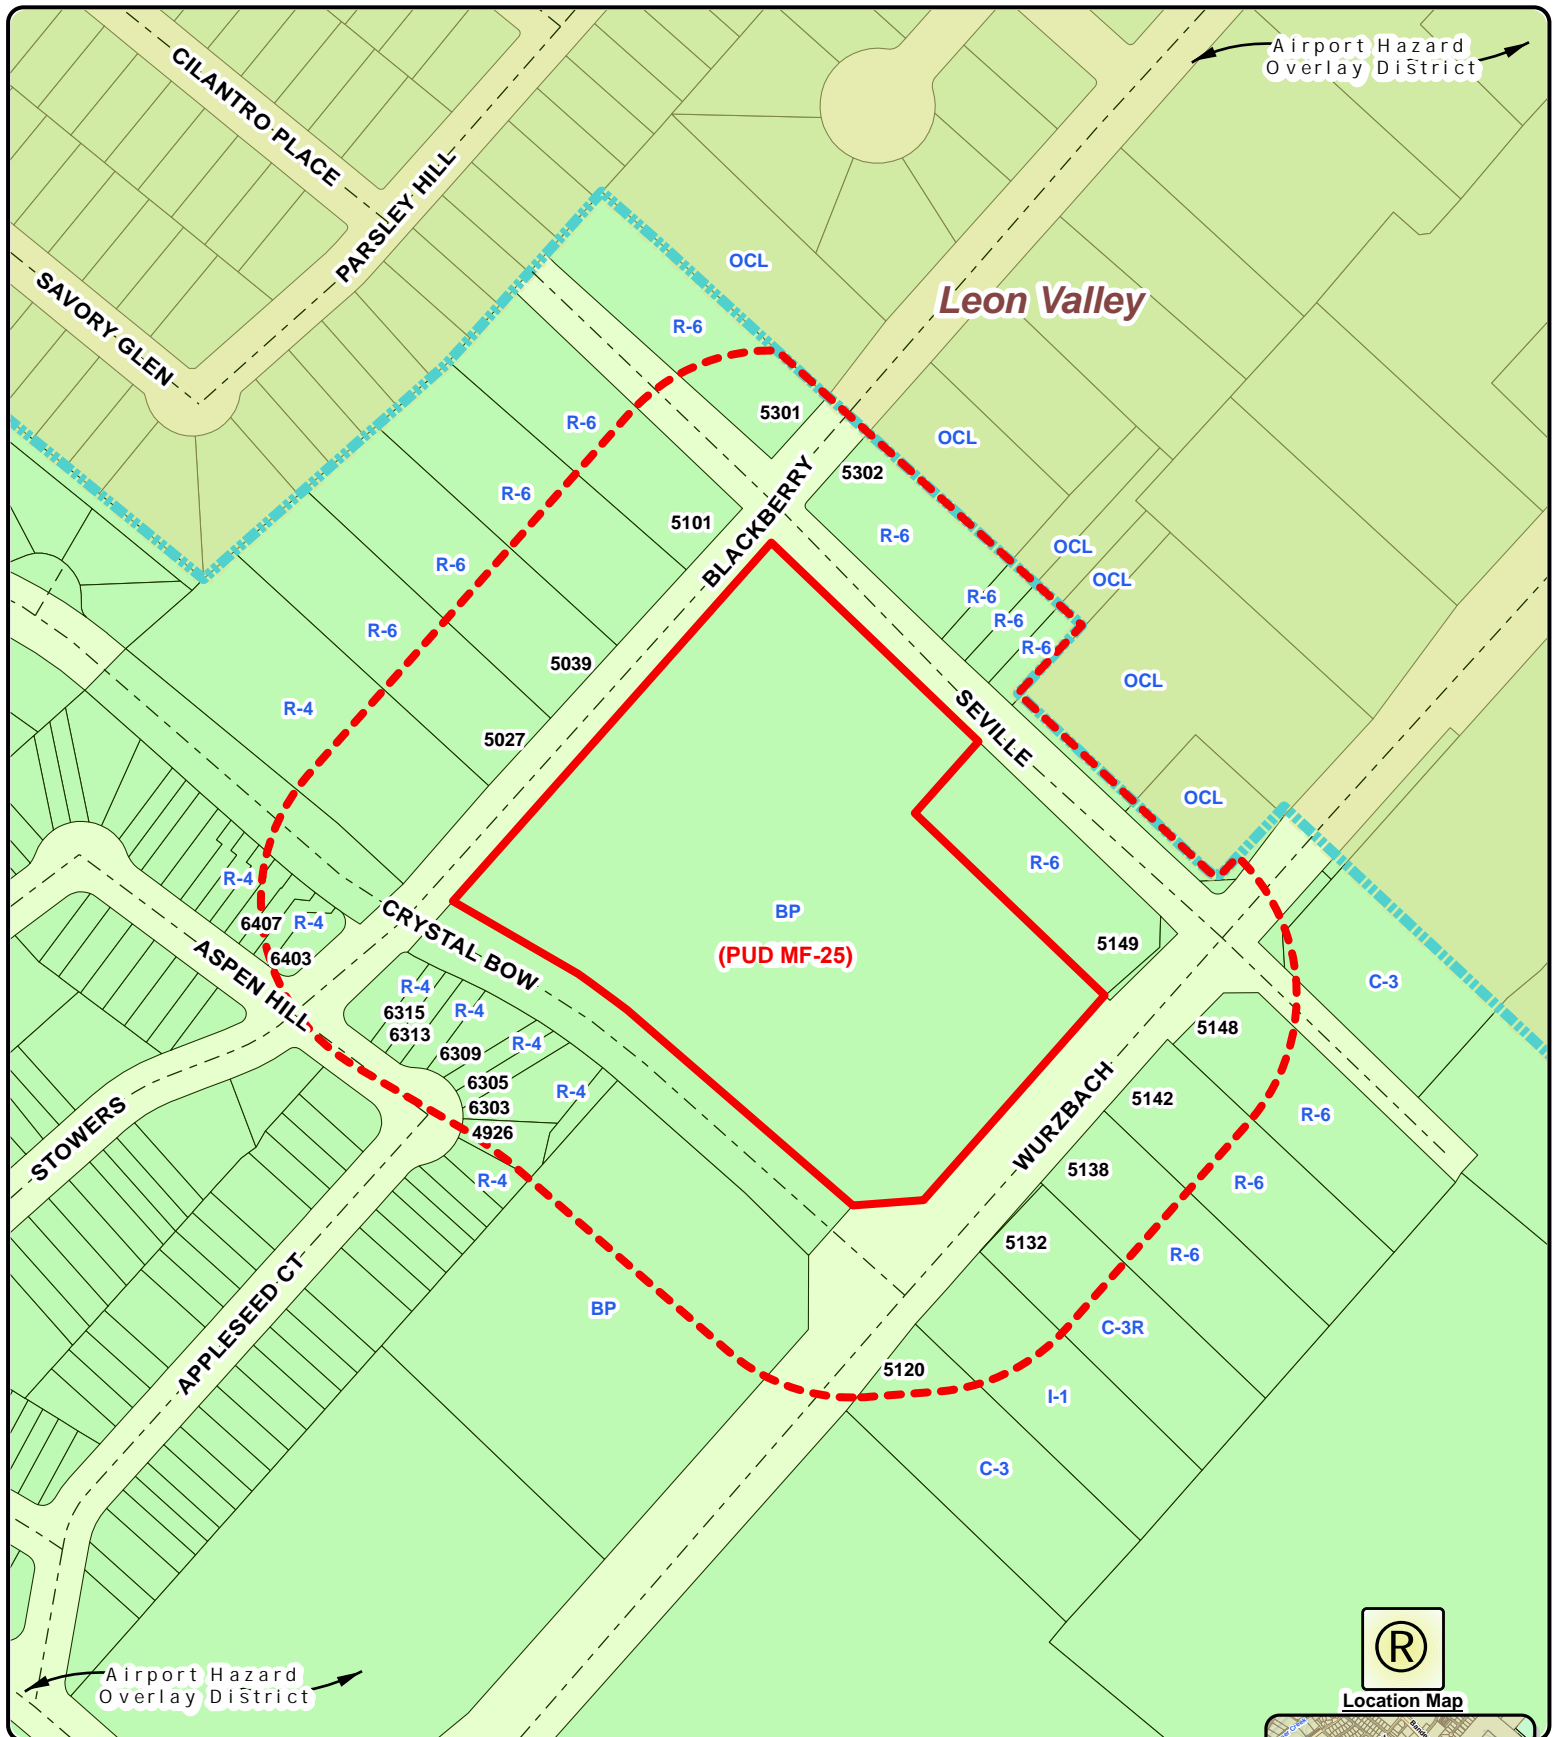 Airport Hazard
Overlay District
CILANTRO PLACE
PARSLEY HILL
SAVORY GLEN
OCL
Leon Valley
R-6
5301
R-6
OCL
5302
R-6
5101
BLACKBERRY
R-6
OCL
R-6
OCL
R-6
R-6
R-6
R-6
5039
OCL
R-4
SEVILLE
5027
OCL
R-6
R-4
BP
CRYSTAL BOW
6407
R-4
5149
(PUD MF-25)
6403
ASPEN HILL
C-3
R-4
6315
R-4
5148
6313
R-4
6309
6305
R-4
5142
6303
R-6
STOWERS
4926
WURZBACH
5138
R-4
R-6
5132
R-6
APPLESEED CT
BP
C-3R
5120
I-1
C-3
R
Airport Hazard
Overlay District
Location Map